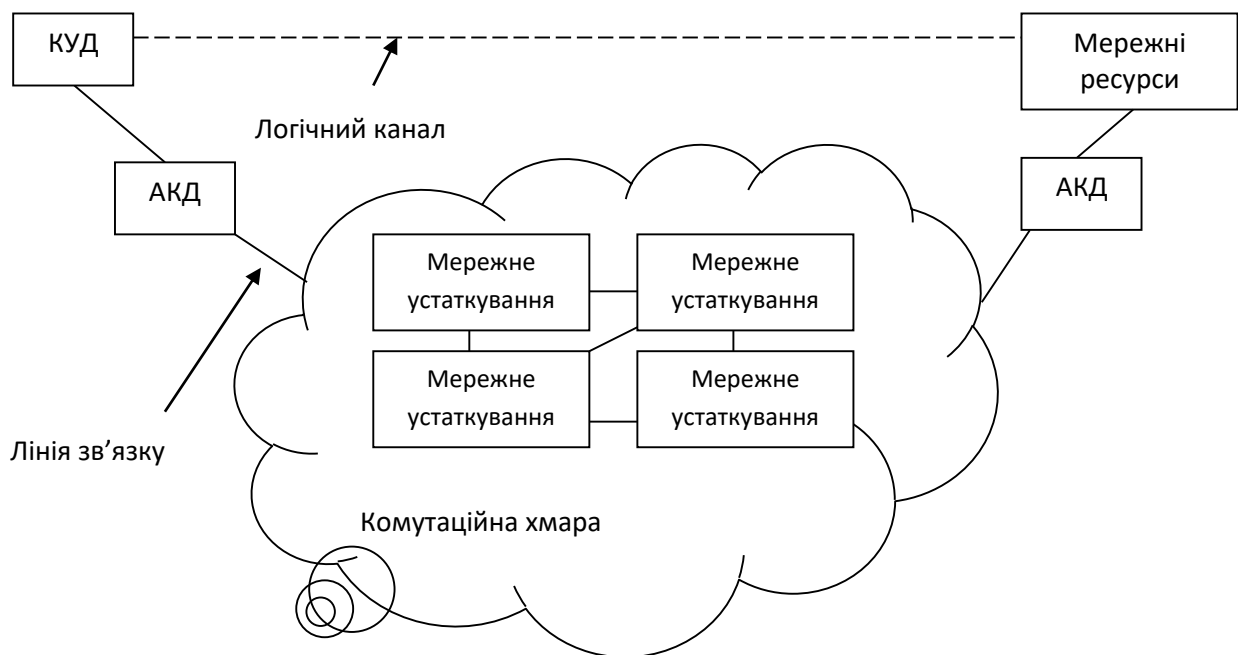 КУД
Мережні
ресурси
Логічний канал
АКД
АКД
Мережне
устаткування
Мережне
устаткування
Мережне
устаткування
Мережне
устаткування
Лінія зв’язку
Комутаційна хмара